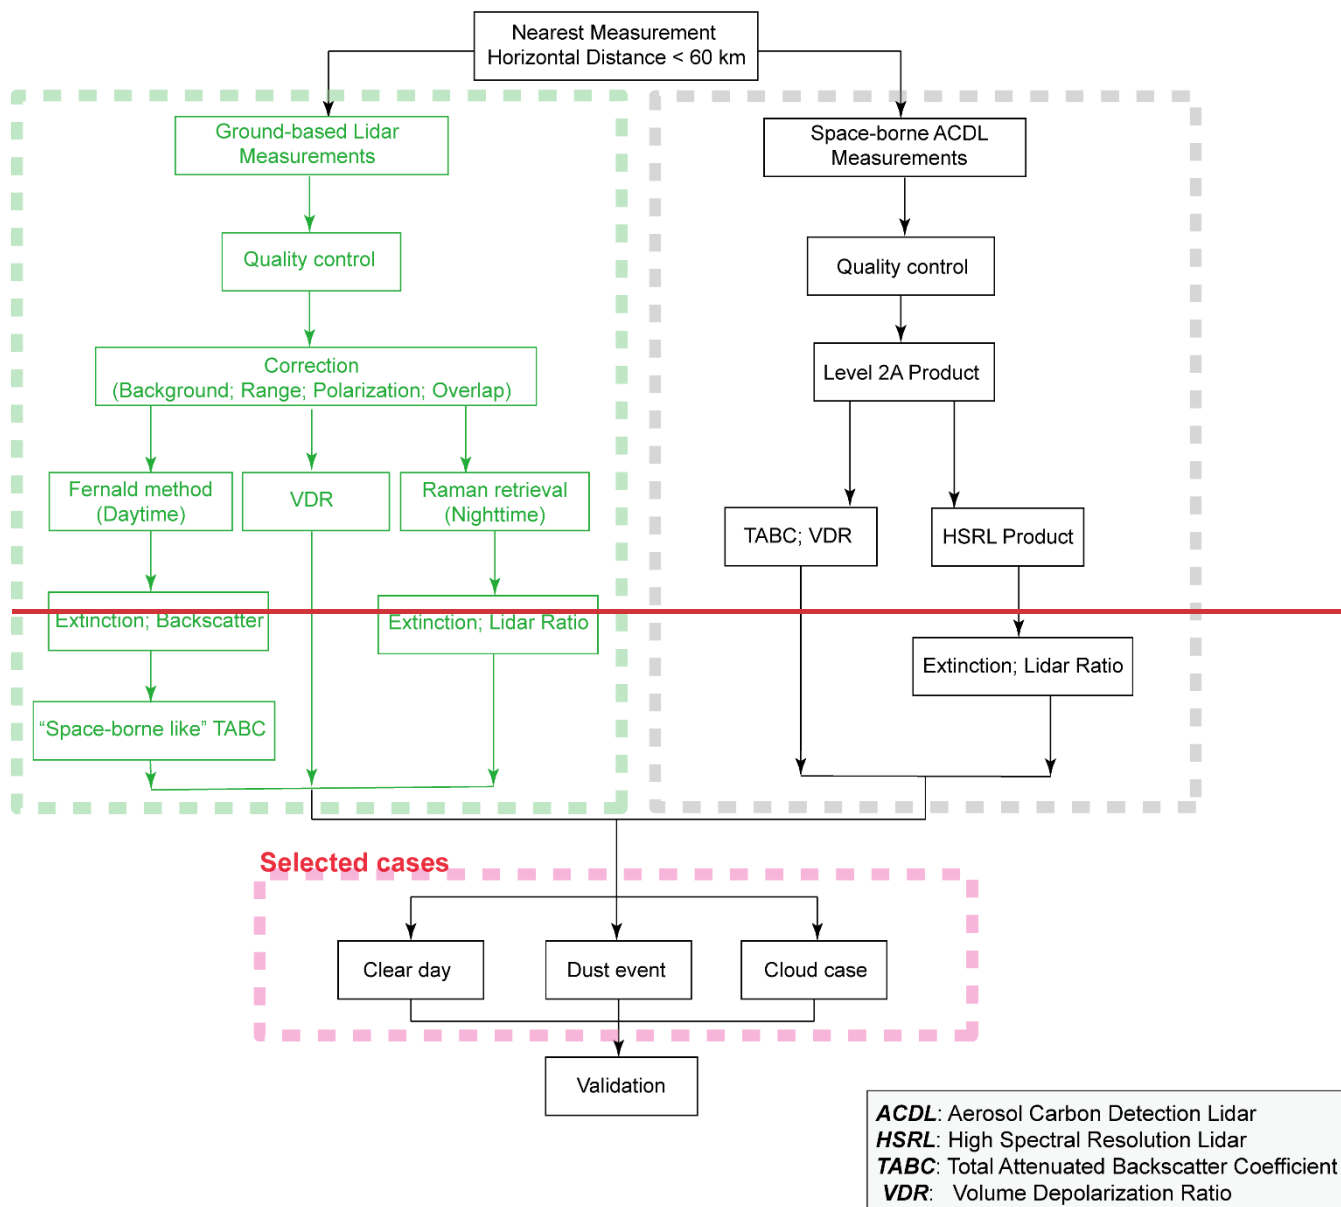 Nearest Measurement
Horizontal Distance < 60 km
Ground-based Lidar
Measurements
Quality control
Correction
(Background; Range; Polarization; Overlap)
Fernald method
(Daytime)
VDR
Raman retrieval
(Nighttime)
Extinction; Backscatter
Extinction; Lidar Ratio
“Space-borne like” TABC
Space-borne ACDL
Measurements
Quality control
Level 2A Product
TABC; VDR
HSRL Product
Extinction; Lidar Ratio
Selected cases
Clear day
Dust event
Cloud case
Validation
ACDL: Aerosol Carbon Detection Lidar
HSRL: High Spectral Resolution Lidar
TABC: Total Attenuated Backscatter Coefficient
VDR: Volume Depolarization Ratio